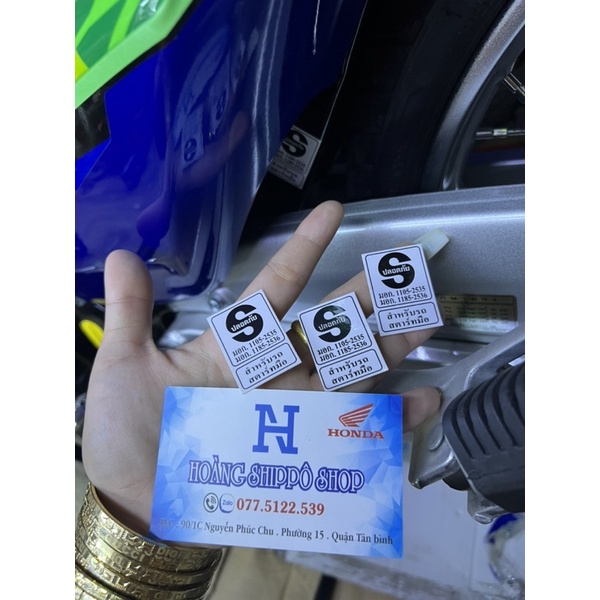 S
ปลอดภัย
มอก. 1105-2535
มอก. 1185-2536
สำหรับรถ
สตาร์ทมือ
S
ปลอดภัย
มอก. 1105-2535
มอก. 1185-2536
สำหรับรถ
สตาร์ทมือ
S
ปลอดภัย
มอก. 1105-2535
มอก. 1185-2536
สำหรับรถ
สตาร์ทมือ
HONDA
HOÀNG SHIPPÔ SHOP
Zalo 077.5122.539
90/1C Nguyễn Phúc Chu . Phường 15 . Quận Tân bình